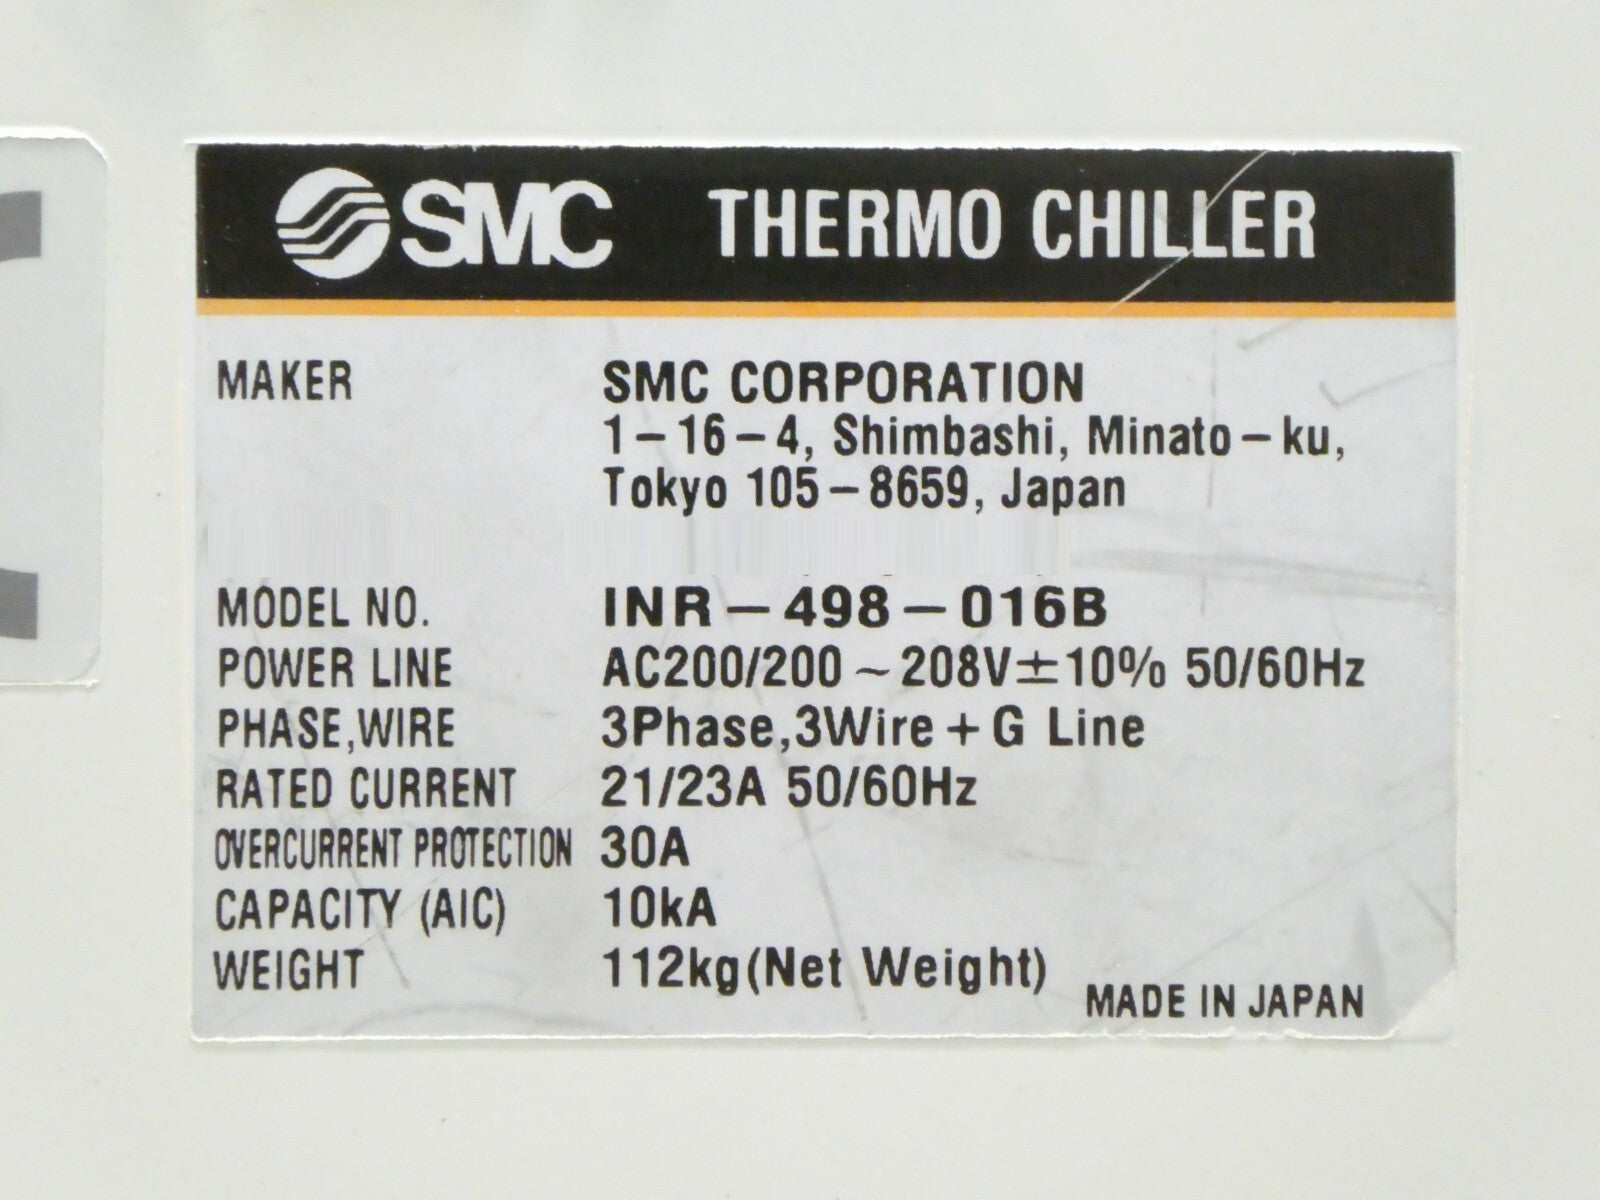 SMC THERMO CHILLER
MAKER SMC CORPORATION
1-16-4, Shimbashi, Minato-ku,
Tokyo 105-8659, Japan
MODEL NO. INR-498-016B
POWER LINE AC200/200~208V±10% 50/60Hz
PHASE,WIRE 3Phase,3Wire+G Line
RATED CURRENT 21/23A 50/60Hz
OVERCURRENT PROTECTION 30A
CAPACITY (AIC) 10kA
WEIGHT 112kg(Net Weight)
MADE IN JAPAN